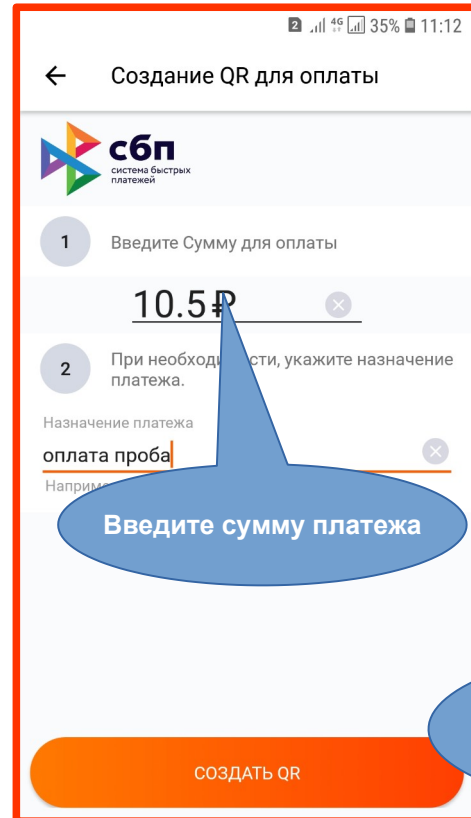 2 4G 35% 11:12
Создание QR для оплаты
сбп
система быстрых
платежей
1 Введите Сумму для оплаты
10.5₽
2 При необходи сти, укажите назначение
платежа.
Назначение платежа
оплата проба
Введите сумму платежа
СОЗДАТЬ QR